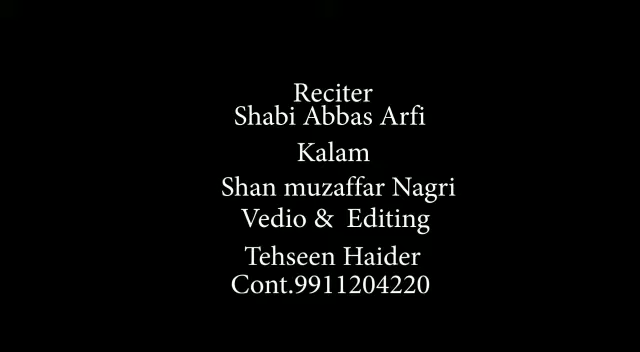 Reciter
Shabi Abbas Arfi
Kalam
Shan muzaffar Nagri
Vedio & Editing
Tehseen Haider
Cont.9911204220